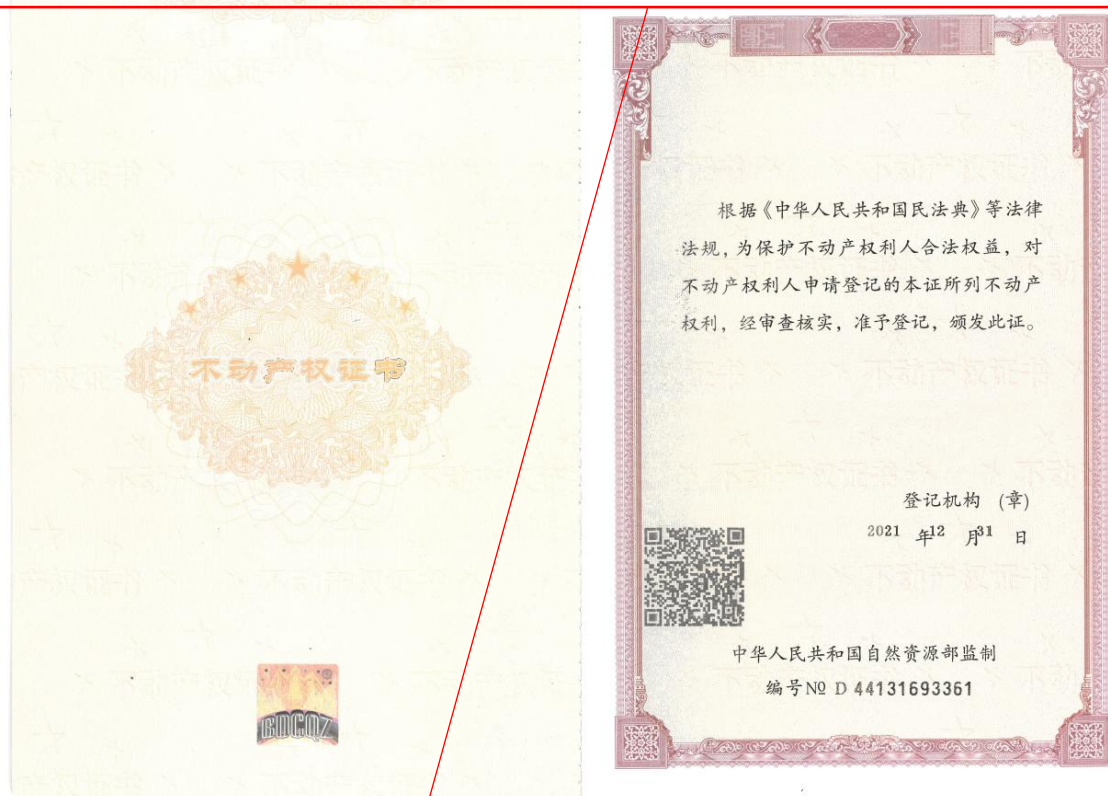 不动产权证书
BDCQZ
根据《中华人民共和国民法典》等法律
法规,为保护不动产权利人合法权益,对
不动产权利人申请登记的本证所列不动产
权利,经审查核实,准予登记,颁发此证。
登记机构 (章)
2021 年12 月31 日
中华人民共和国自然资源部监制
编号№ D 44131693361